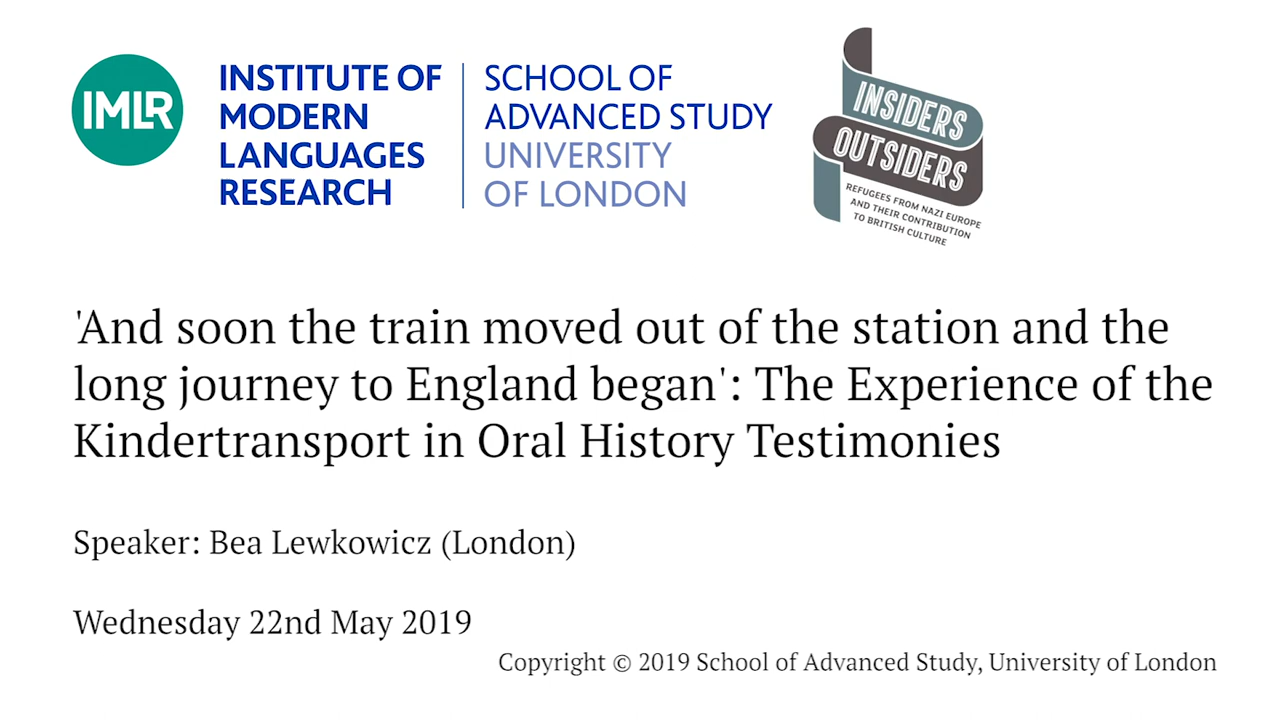 IMLR
INSTITUTE OF
MODERN
LANGUAGES
RESEARCH
SCHOOL OF
ADVANCED STUDY
UNIVERSITY
OF LONDON
INSIDERS
OUTSIDERS
REFUGEES FROM NAZI EUROPE
AND THEIR CONTRIBUTION
TO BRITISH CULTURE
'And soon the train moved out of the station and the
long journey to England began': The Experience of the
Kindertransport in Oral History Testimonies
Speaker: Bea Lewkowicz (London)
Wednesday 22nd May 2019
Copyright © 2019 School of Advanced Study, University of London